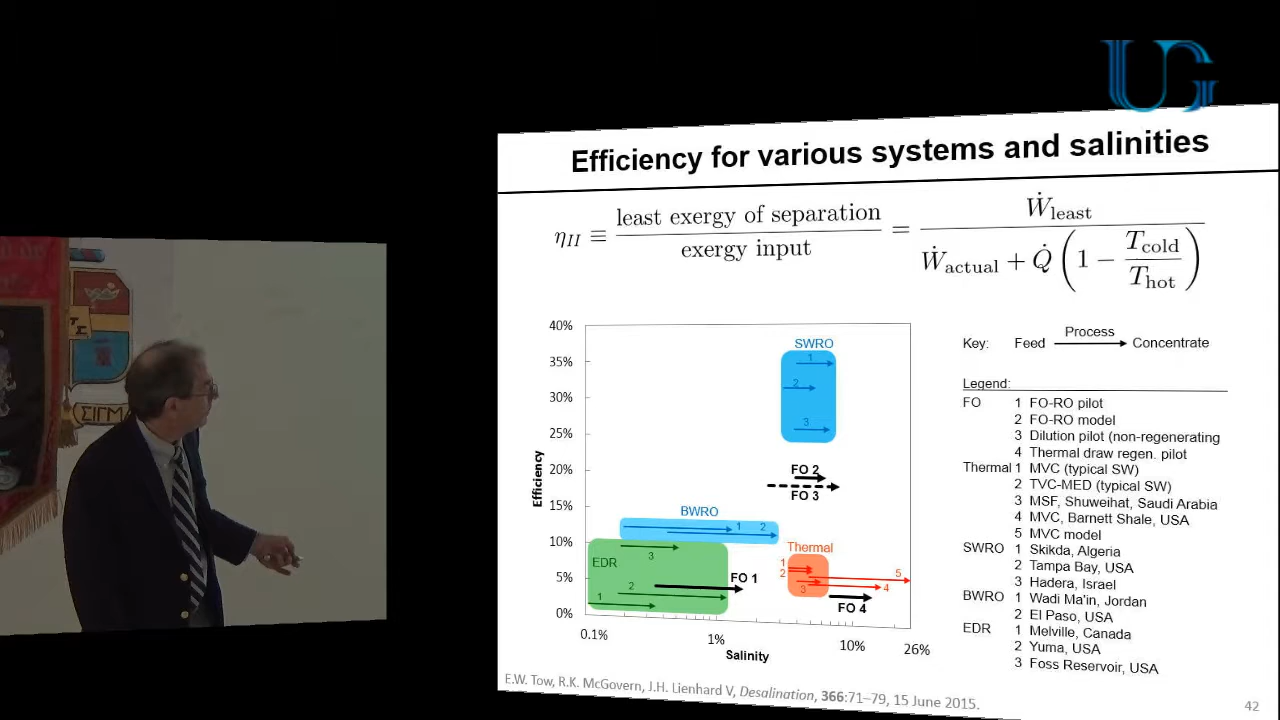 UG
Efficiency for various systems and salinities
η_II ≡ least exergy of separation / exergy input = Ẇ_least / (Ẇ_actual + Q̇ (1 − T_cold / T_hot))
40%
35%
30%
25%
20%
15%
10%
5%
0%
Efficiency
0.1%
1%
10%
26%
Salinity
SWRO
1
2
3
FO 2
FO 3
BWRO
1 2
3
EDR
1
2
FO 1
Thermal
1
2
3
4
5
FO 4
Key: Feed Process Concentrate
Legend:
FO 1 FO-RO pilot
2 FO-RO model
3 Dilution pilot (non-regenerating
4 Thermal draw regen. pilot
Thermal 1 MVC (typical SW)
2 TVC-MED (typical SW)
3 MSF, Shuweihat, Saudi Arabia
4 MVC, Barnett Shale, USA
5 MVC model
SWRO 1 Skikda, Algeria
2 Tampa Bay, USA
3 Hadera, Israel
BWRO 1 Wadi Ma'in, Jordan
2 El Paso, USA
EDR 1 Melville, Canada
2 Yuma, USA
3 Foss Reservoir, USA
E.W. Tow, R.K. McGovern, J.H. Lienhard V, Desalination, 366:71–79, 15 June 2015.
42
ΣΙΓΜ